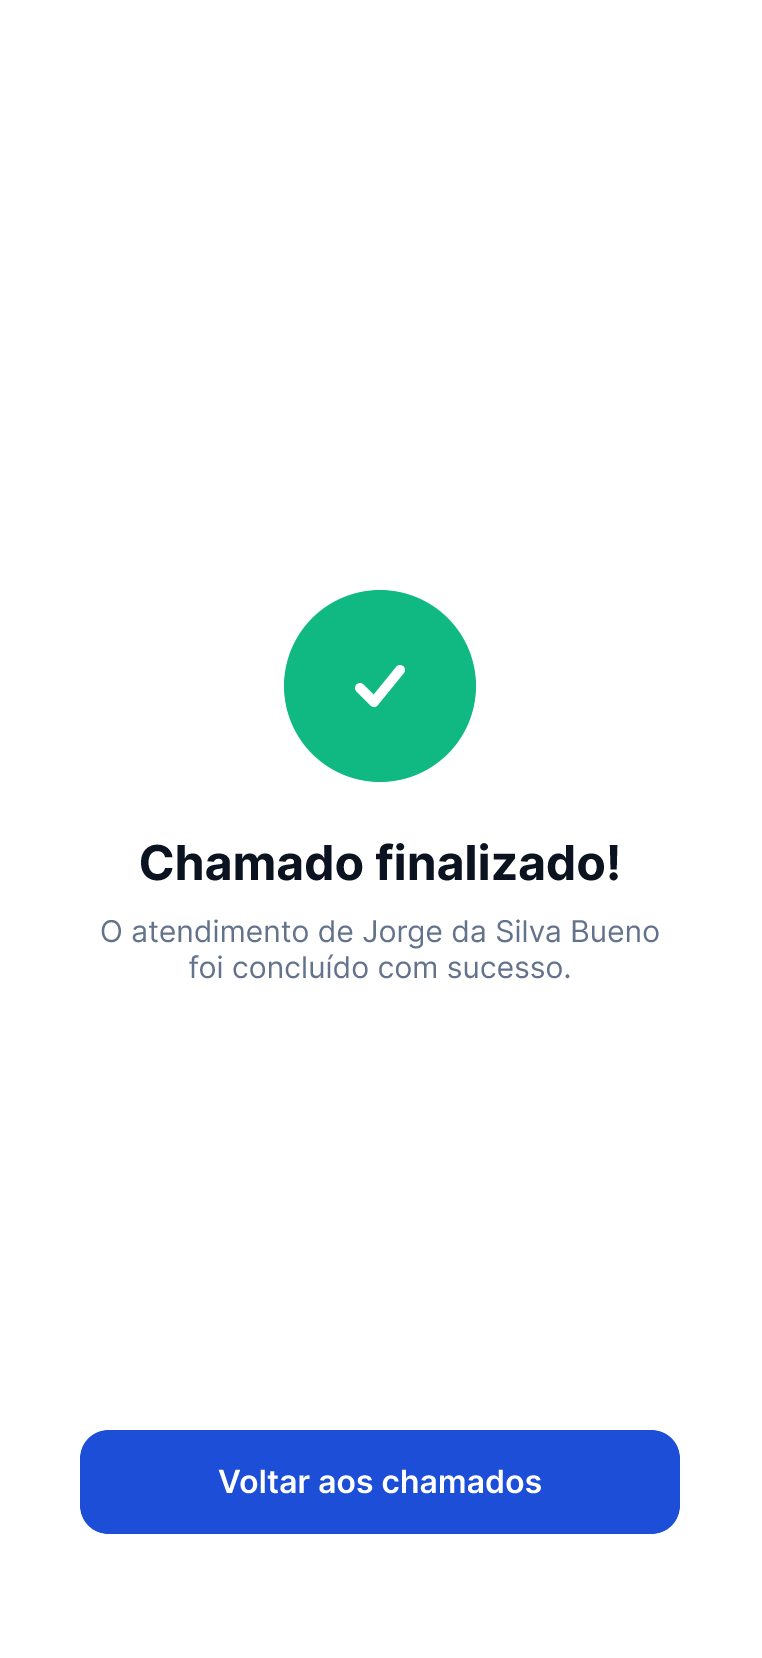 Chamado finalizado!
O atendimento de Jorge da Silva Bueno
foi concluído com sucesso.
Voltar aos chamados